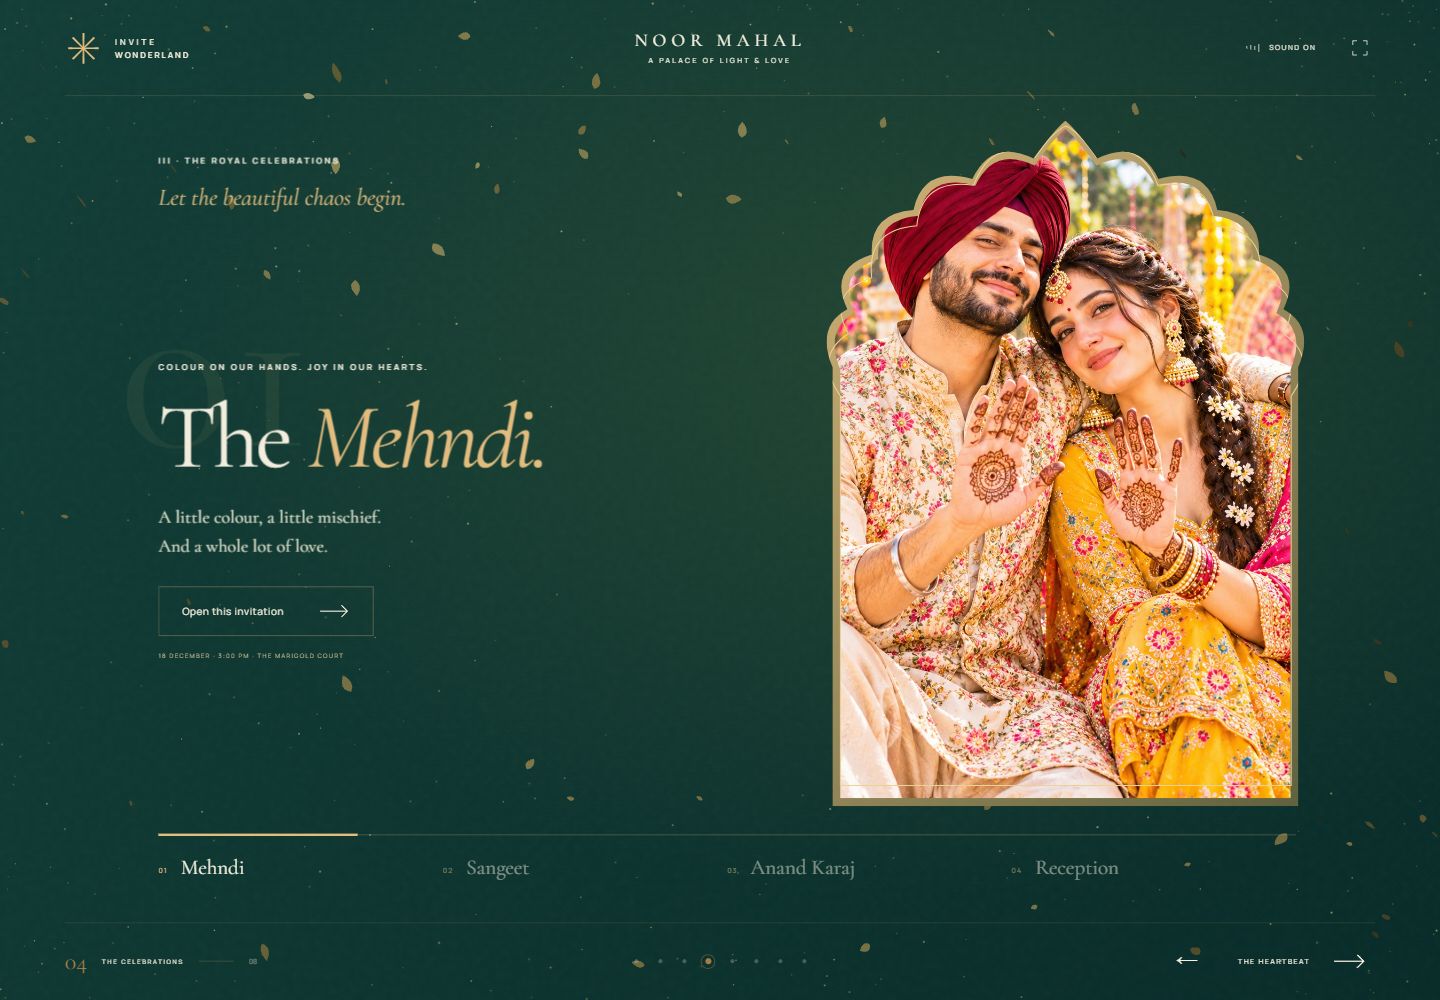 INVITE
WONDERLAND
NOOR MAHAL
A PALACE OF LIGHT & LOVE
SOUND ON
III · THE ROYAL CELEBRATIONS
Let the beautiful chaos begin.
01
COLOUR ON OUR HANDS. JOY IN OUR HEARTS.
The Mehndi.
A little colour, a little mischief.
And a whole lot of love.
Open this invitation
18 DECEMBER · 3:00 PM · THE MARIGOLD COURT
01 Mehndi
02 Sangeet
03 Anand Karaj
04 Reception
04 THE CELEBRATIONS 08
THE HEARTBEAT